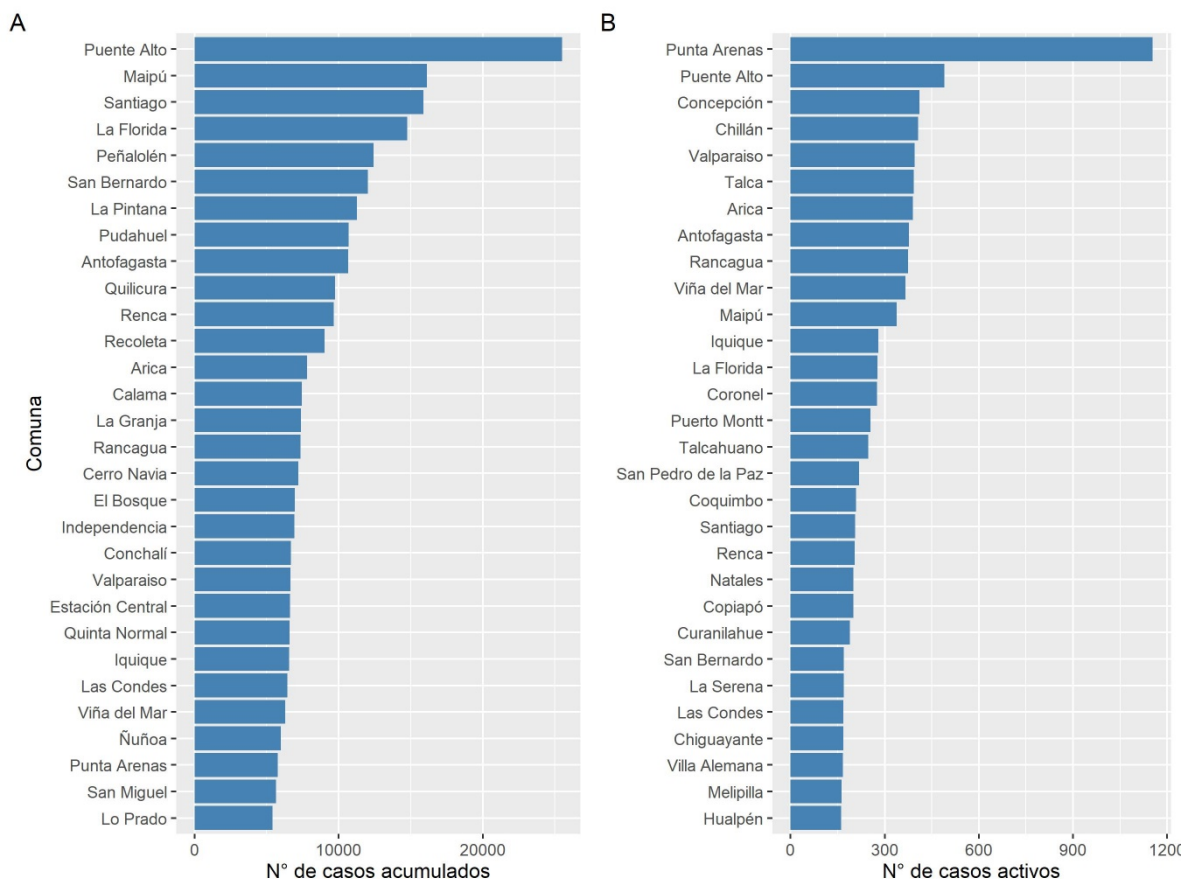 A
Puente Alto
Maipú
Santiago
La Florida
Peñalolén
San Bernardo
La Pintana
Pudahuel
Antofagasta
Quilicura
Renca
Recoleta
Arica
Calama
La Granja
Rancagua
Cerro Navia
El Bosque
Independencia
Conchalí
Valparaiso
Estación Central
Quinta Normal
Iquique
Las Condes
Viña del Mar
Ñuñoa
Punta Arenas
San Miguel
Lo Prado
Comuna
0 10000 20000
N° de casos acumulados
B
Punta Arenas
Puente Alto
Concepción
Chillán
Valparaiso
Talca
Arica
Antofagasta
Rancagua
Viña del Mar
Maipú
Iquique
La Florida
Coronel
Puerto Montt
Talcahuano
San Pedro de la Paz
Coquimbo
Santiago
Renca
Natales
Copiapó
Curanilahue
San Bernardo
La Serena
Las Condes
Chiguayante
Villa Alemana
Melipilla
Hualpén
0 300 600 900 1200
N° de casos activos